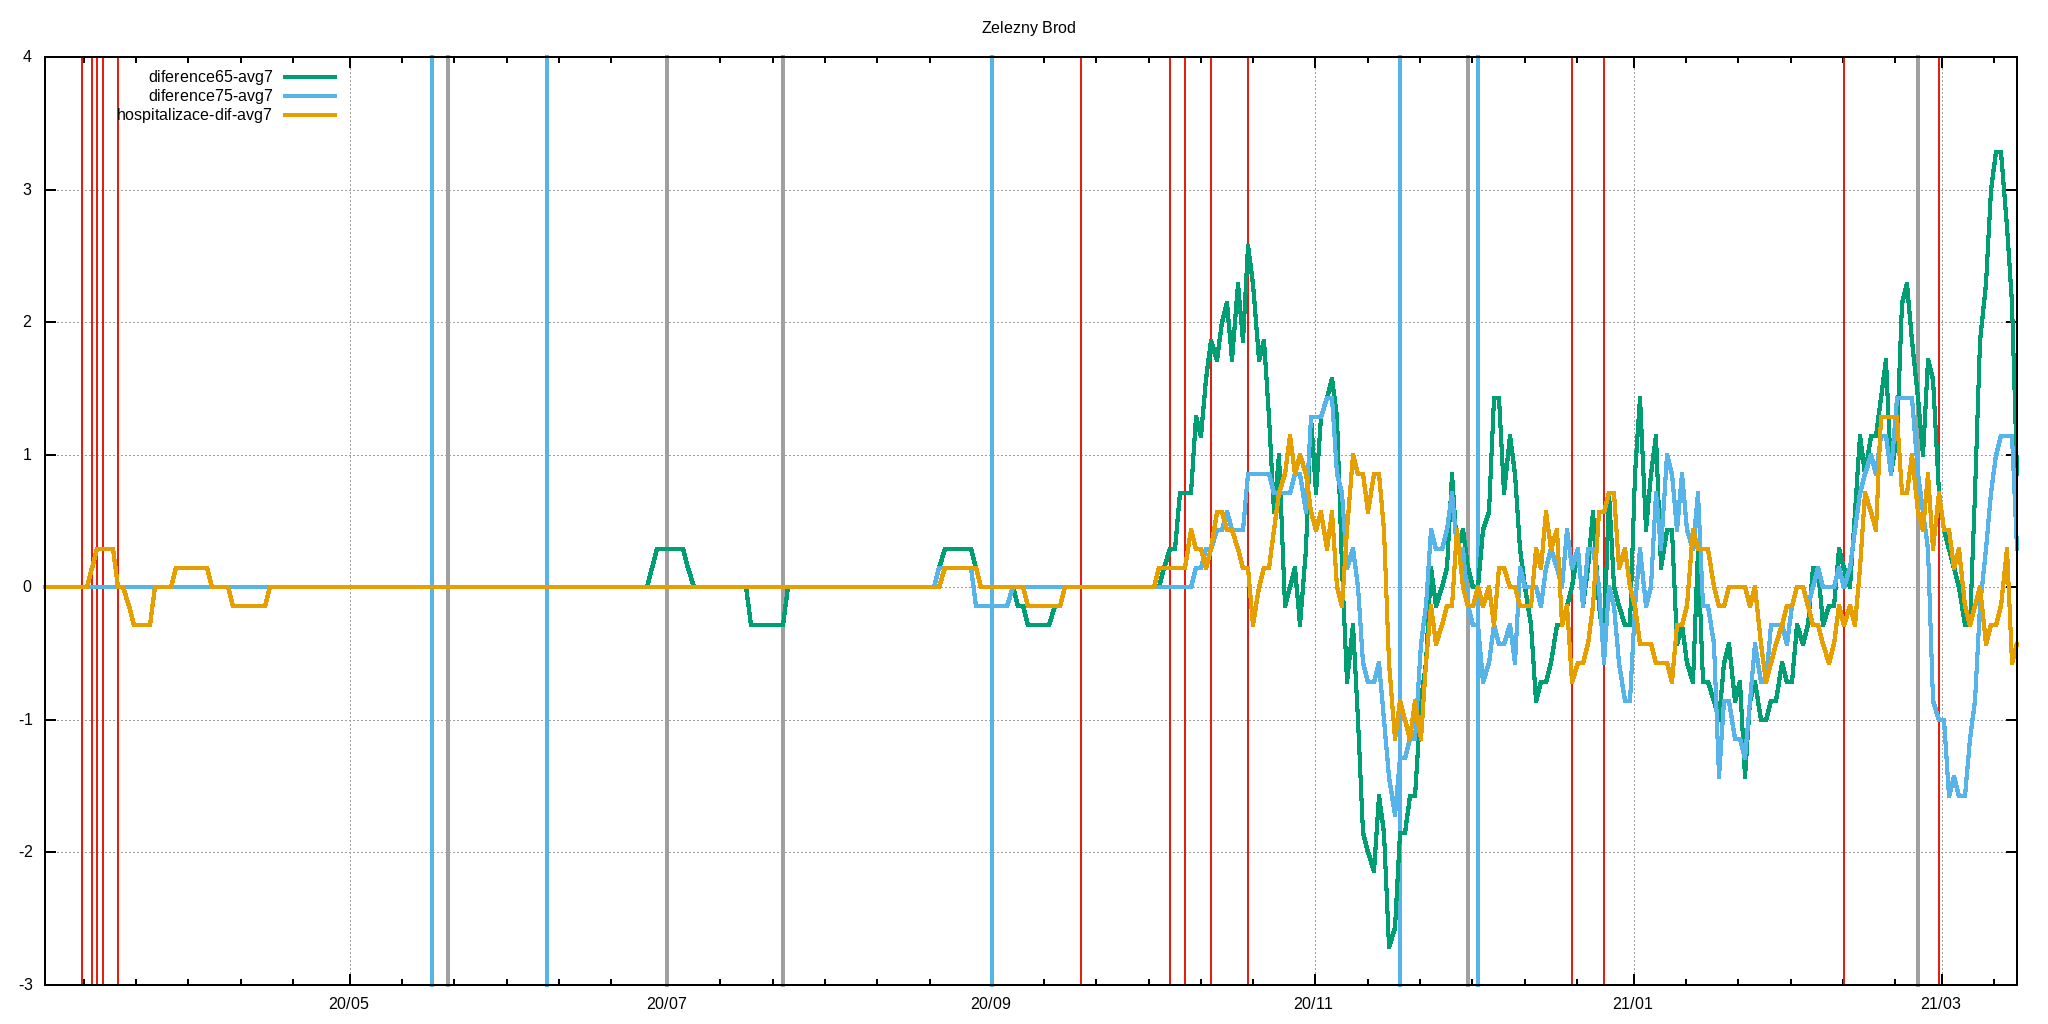 Zelezny Brod
4
diference65-avg7
diference75-avg7
hospitalizace-dif-avg7
3
2
1
0
-1
-2
-3
20/05 20/07 20/09 20/11 21/01 21/03